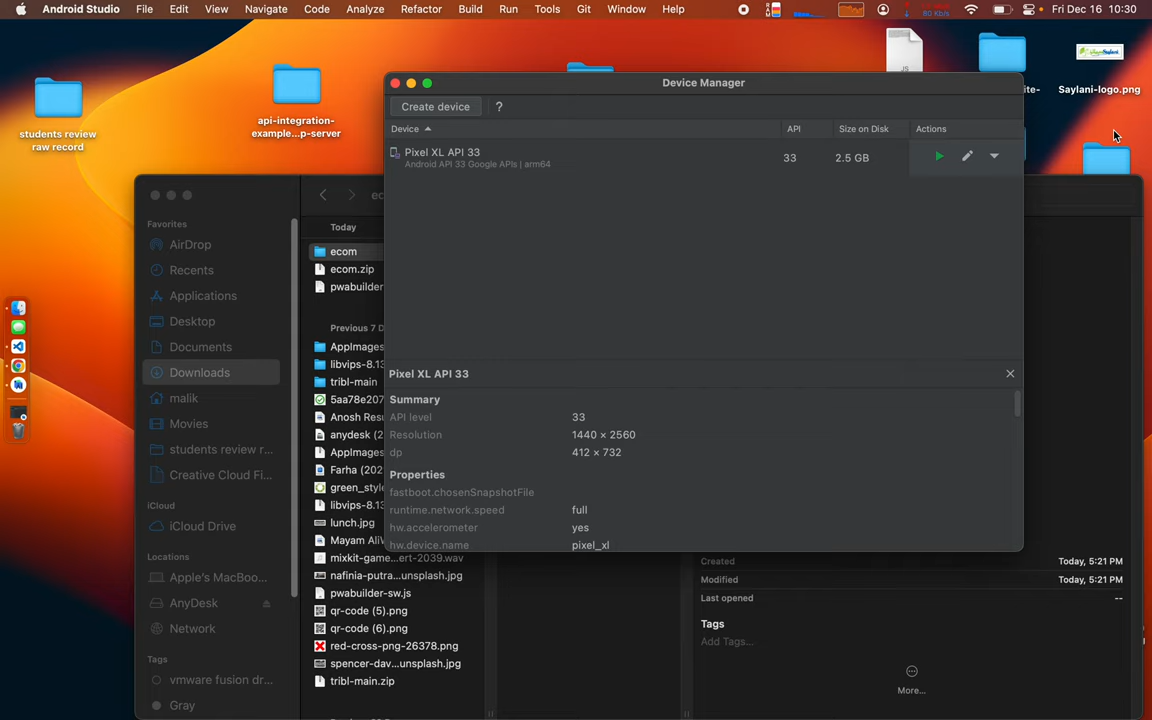 Android Studio File Edit View Navigate Code Analyze Refactor Build Run Tools Git Window Help Fri Dec 16 10:30
80 Kb/s
students review
raw record
api-integration-
example...p-server
JS
ite-
Saylani-logo.png
Device Manager
Create device ?
Device API Size on Disk Actions
Pixel XL API 33
Android API 33 Google APIs | arm64
33 2.5 GB
Pixel XL API 33
Summary
API level 33
Resolution 1440 × 2560
dp 412 × 732
Properties
fastboot.chosenSnapshotFile
runtime.network.speed full
hw.accelerometer yes
hw.device.name pixel_xl
Favorites
AirDrop
Recents
Applications
Desktop
Documents
Downloads
malik
Movies
students review r...
Creative Cloud Fi...
iCloud
iCloud Drive
Locations
Apple's MacBoo...
AnyDesk
Network
Tags
vmware fusion dr...
Gray
ec
Today
ecom
ecom.zip
pwabuilder
Previous 7 D
AppImages
libvips-8.13
tribl-main
5aa78e207
Anosh Res
anydesk (2
AppImages
Farha (202
green_style
libvips-8.13
lunch.jpg
Mayam Ali
mixkit-game...ert-2039.wav
nafinia-putra...unsplash.jpg
pwabuilder-sw.js
qr-code (5).png
qr-code (6).png
red-cross-png-26378.png
spencer-dav...unsplash.jpg
tribl-main.zip
Created Today, 5:21 PM
Modified Today, 5:21 PM
Last opened --
Tags
Add Tags...
More...